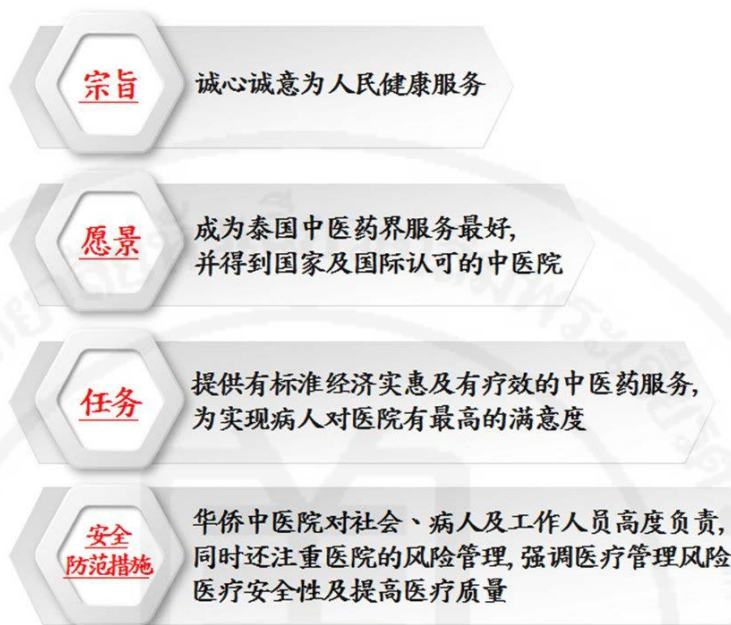 宗旨
诚心诚意为人民健康服务
愿景
成为泰国中医药界服务最好,
并得到国家及国际认可的中医院
任务
提供有标准经济实惠及有疗效的中医药服务,
为实现病人对医院有最高的满意度
安全
防范措施
华侨中医院对社会、病人及工作人员高度负责,
同时还注重医院的风险管理, 强调医疗管理风险
医疗安全性及提高医疗质量